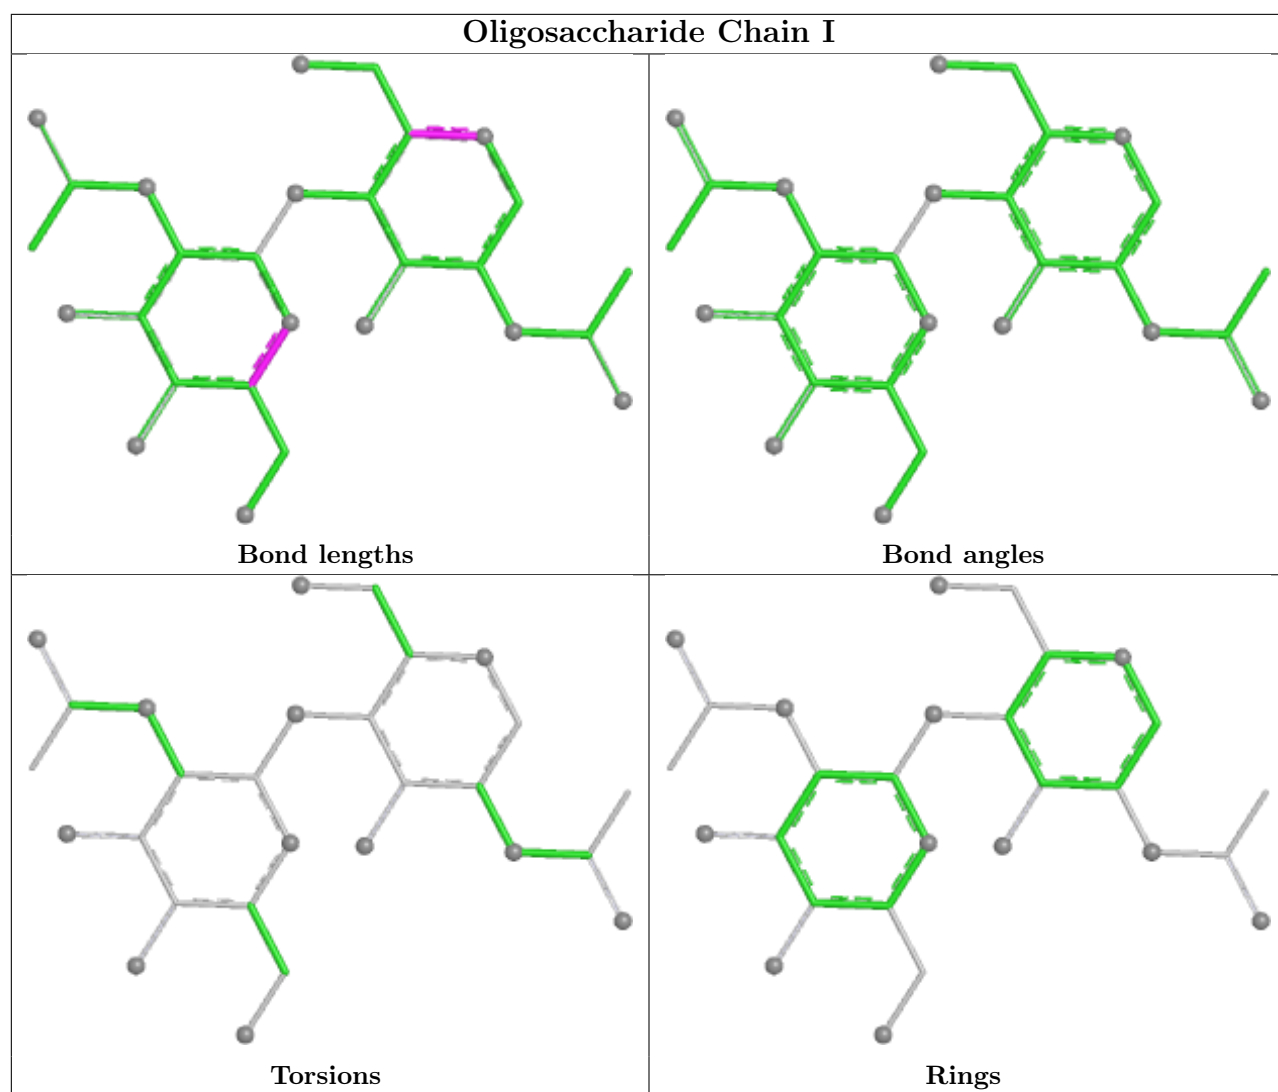 Oligosaccharide Chain I
Bond lengths
Bond angles
Torsions
Rings